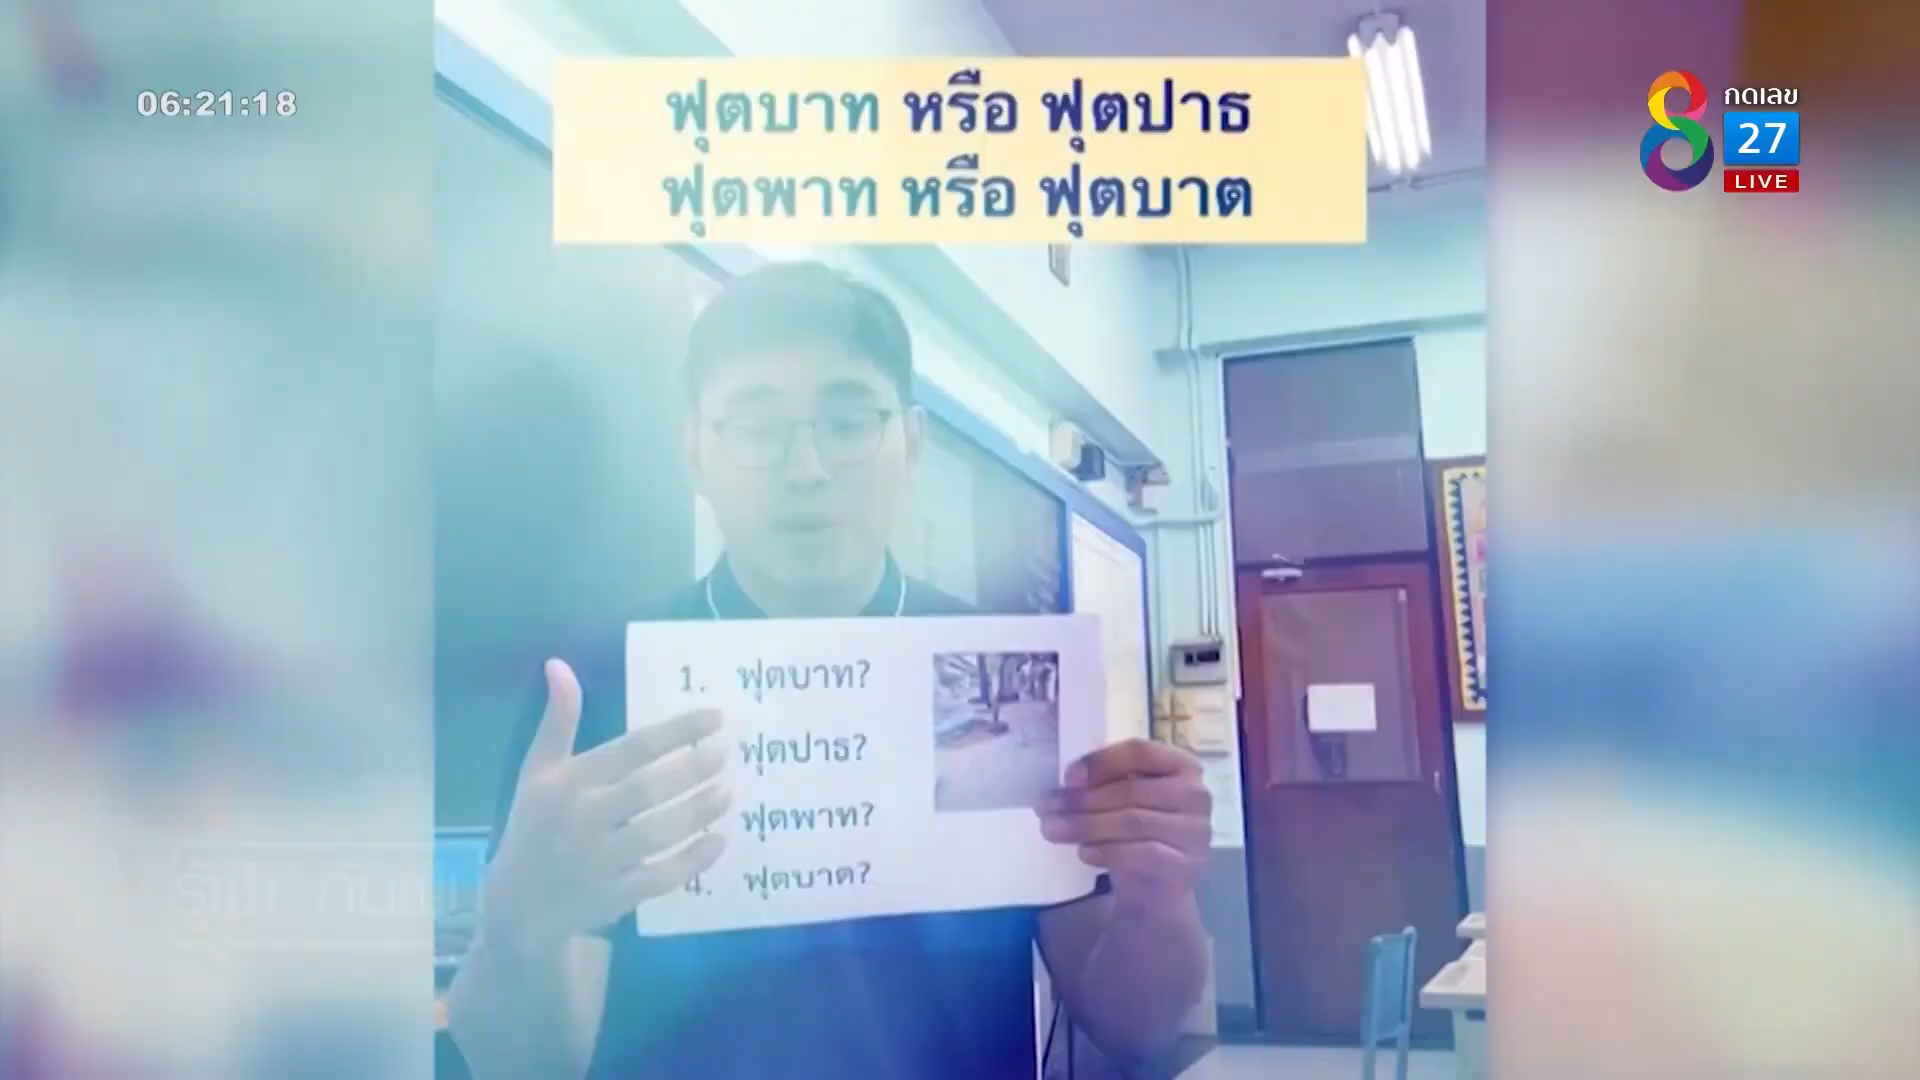 06:21:18
ฟุตบาท หรือ ฟุตปาธ
ฟุตพาท หรือ ฟุตบาต
กดเลข
27
LIVE
1. ฟุตบาท?
ฟุตปาธ?
ฟุตพาท?
4. ฟุตบาต?